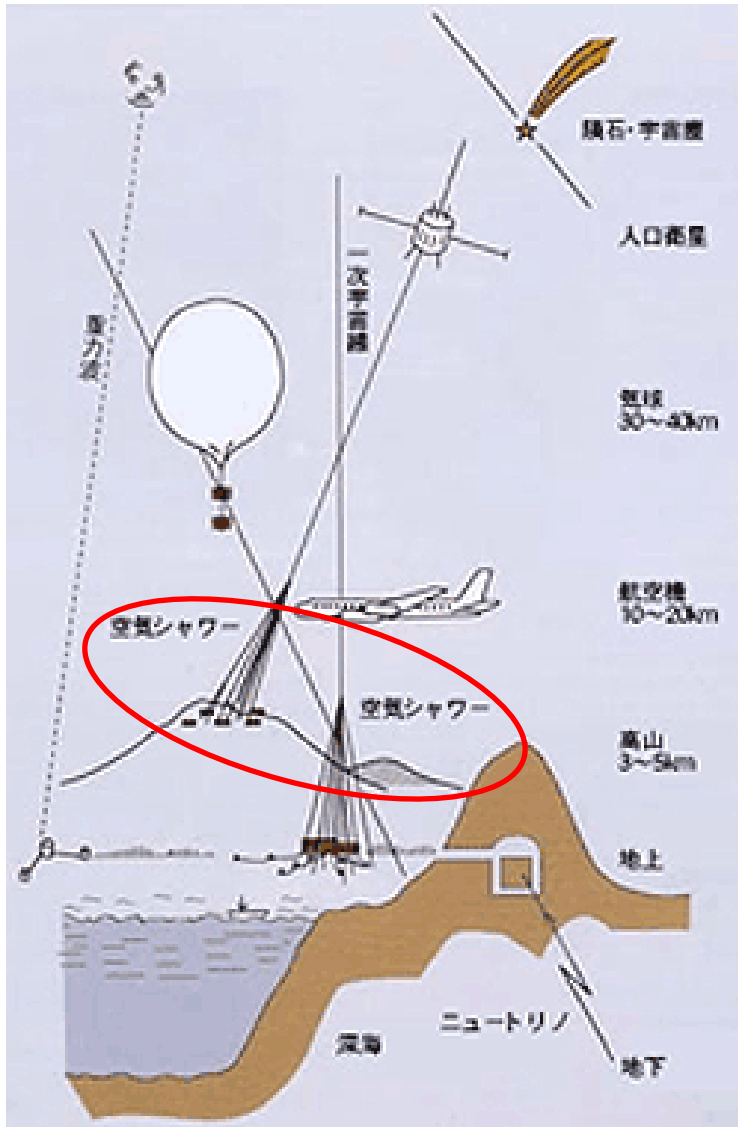 隕石・宇宙塵
人口衛星
一次宇宙線
重力波
気球
30～40km
航空機
10～20km
空気シャワー
空気シャワー
高山
3～5km
地上
ニュートリノ
深海
地下